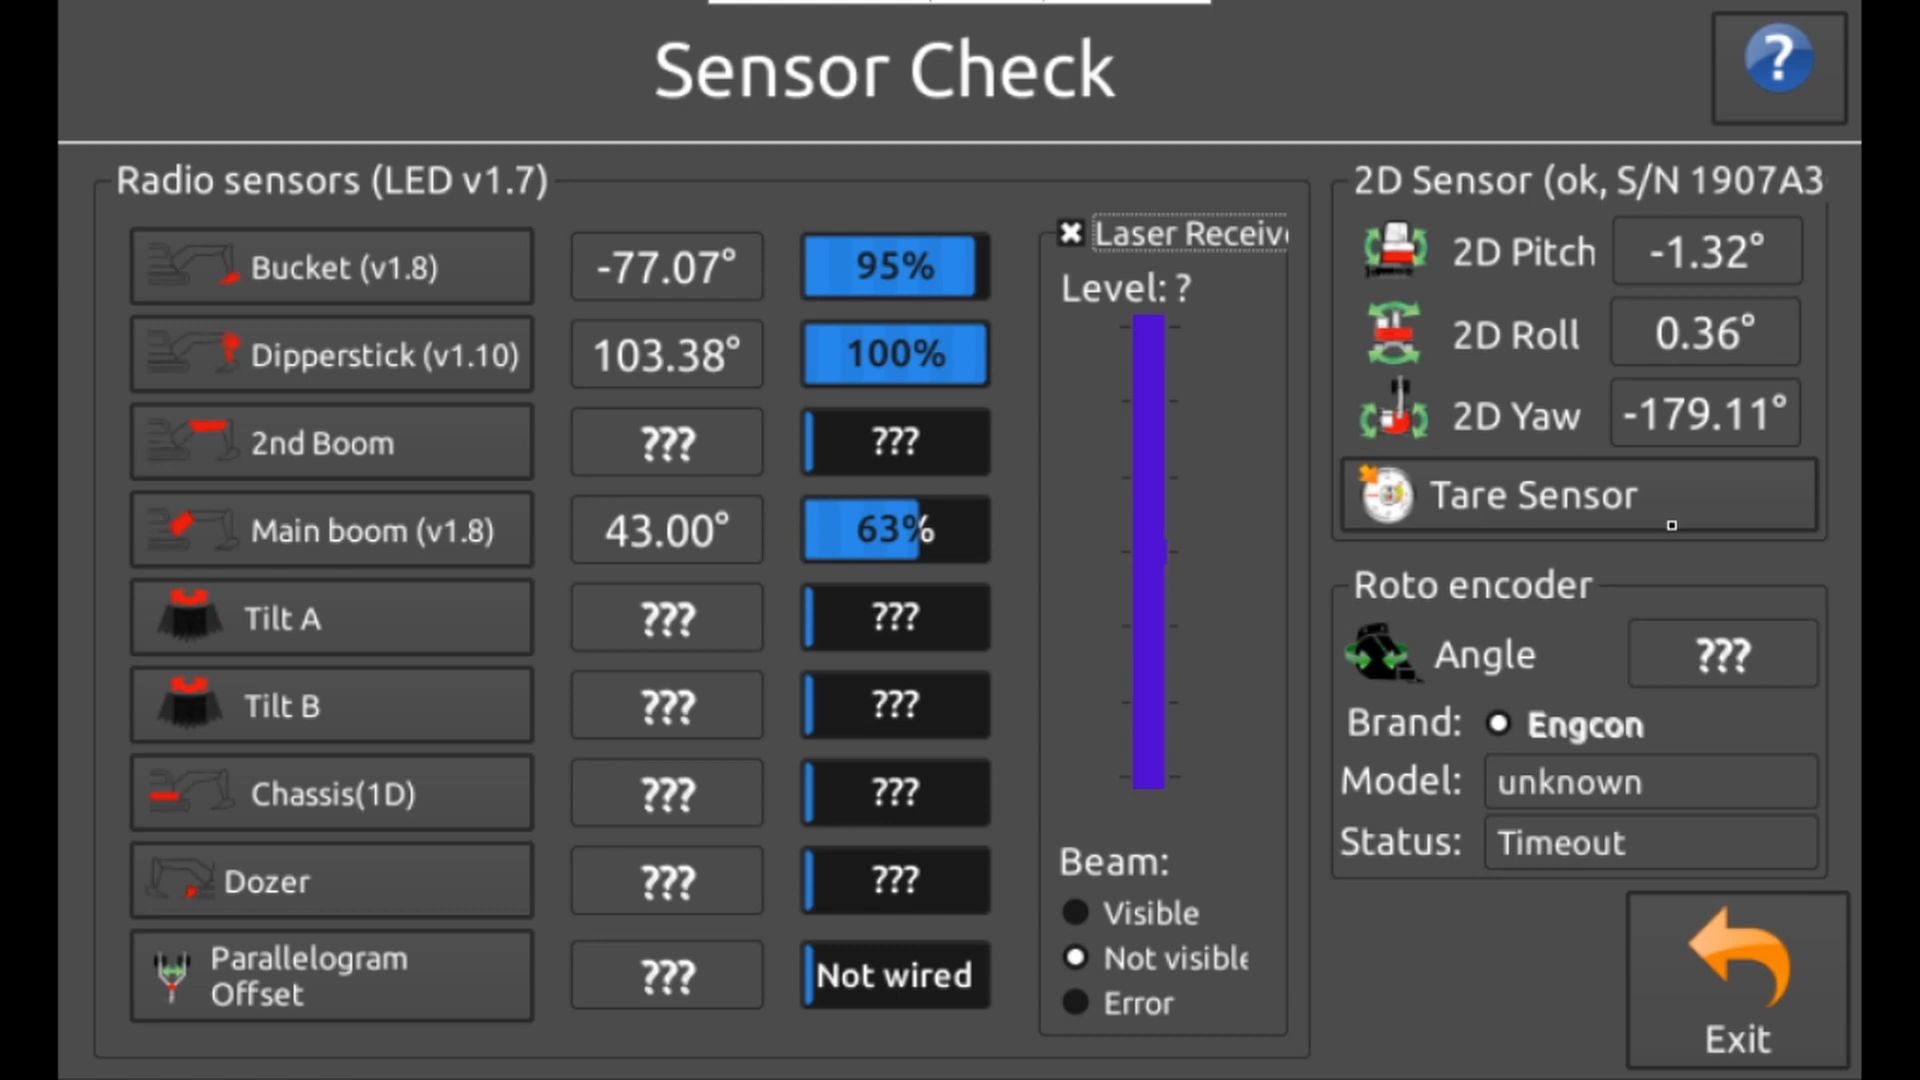 Sensor Check
?
Radio sensors (LED v1.7)
Bucket (v1.8) -77.07° 95%
Dipperstick (v1.10) 103.38° 100%
2nd Boom ??? ???
Main boom (v1.8) 43.00° 63%
Tilt A ??? ???
Tilt B ??? ???
Chassis(1D) ??? ???
Dozer ??? ???
Parallelogram
Offset ??? Not wired
Laser Receive
Level: ?
Beam:
Visible
Not visible
Error
2D Sensor (ok, S/N 1907A3
2D Pitch -1.32°
2D Roll 0.36°
2D Yaw -179.11°
Tare Sensor
Roto encoder
Angle ???
Brand: Engcon
Model: unknown
Status: Timeout
Exit